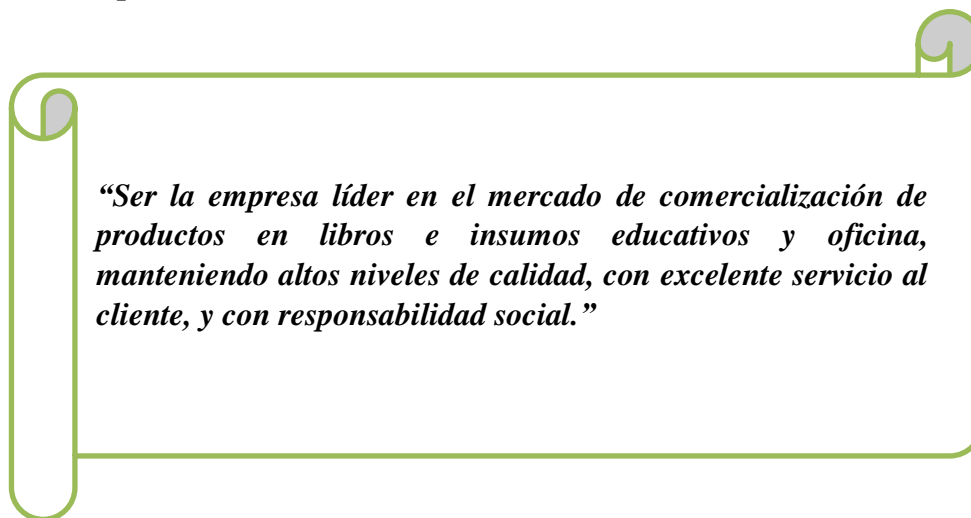 “Ser la empresa líder en el mercado de comercialización de
productos en libros e insumos educativos y oficina,
manteniendo altos niveles de calidad, con excelente servicio al
cliente, y con responsabilidad social.”